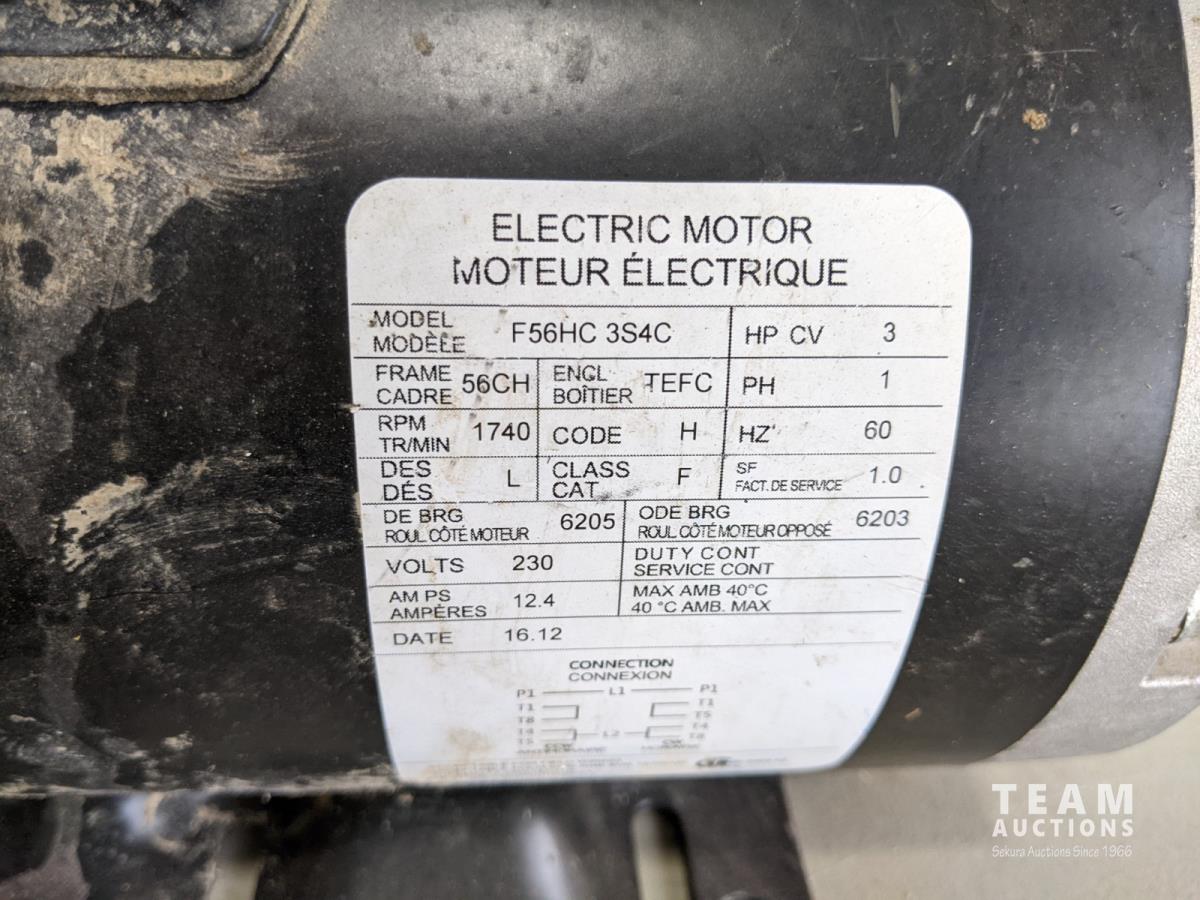 ELECTRIC MOTOR
MOTEUR ÉLECTRIQUE
MODEL
MODÈLE F56HC 3S4C HP CV 3
FRAME
CADRE 56CH ENCL
BOÎTIER TEFC PH 1
RPM
TR/MIN 1740 CODE H HZ 60
DES
DÉS L CLASS
CAT F SF
FACT. DE SERVICE 1.0
DE BRG
ROUL CÔTÉ MOTEUR 6205 ODE BRG
ROUL CÔTÉ MOTEUR OPPOSÉ 6203
VOLTS 230 DUTY CONT
SERVICE CONT
AMPS
AMPÈRES 12.4 MAX AMB 40°C
40 °C AMB. MAX
DATE 16.12
CONNECTION
CONNEXION
P1 L1 P1
T1 T1
T8 T5
T4 L2 T4
T5 T8
TEAM
AUCTIONS
Sekura Auctions Since 1966